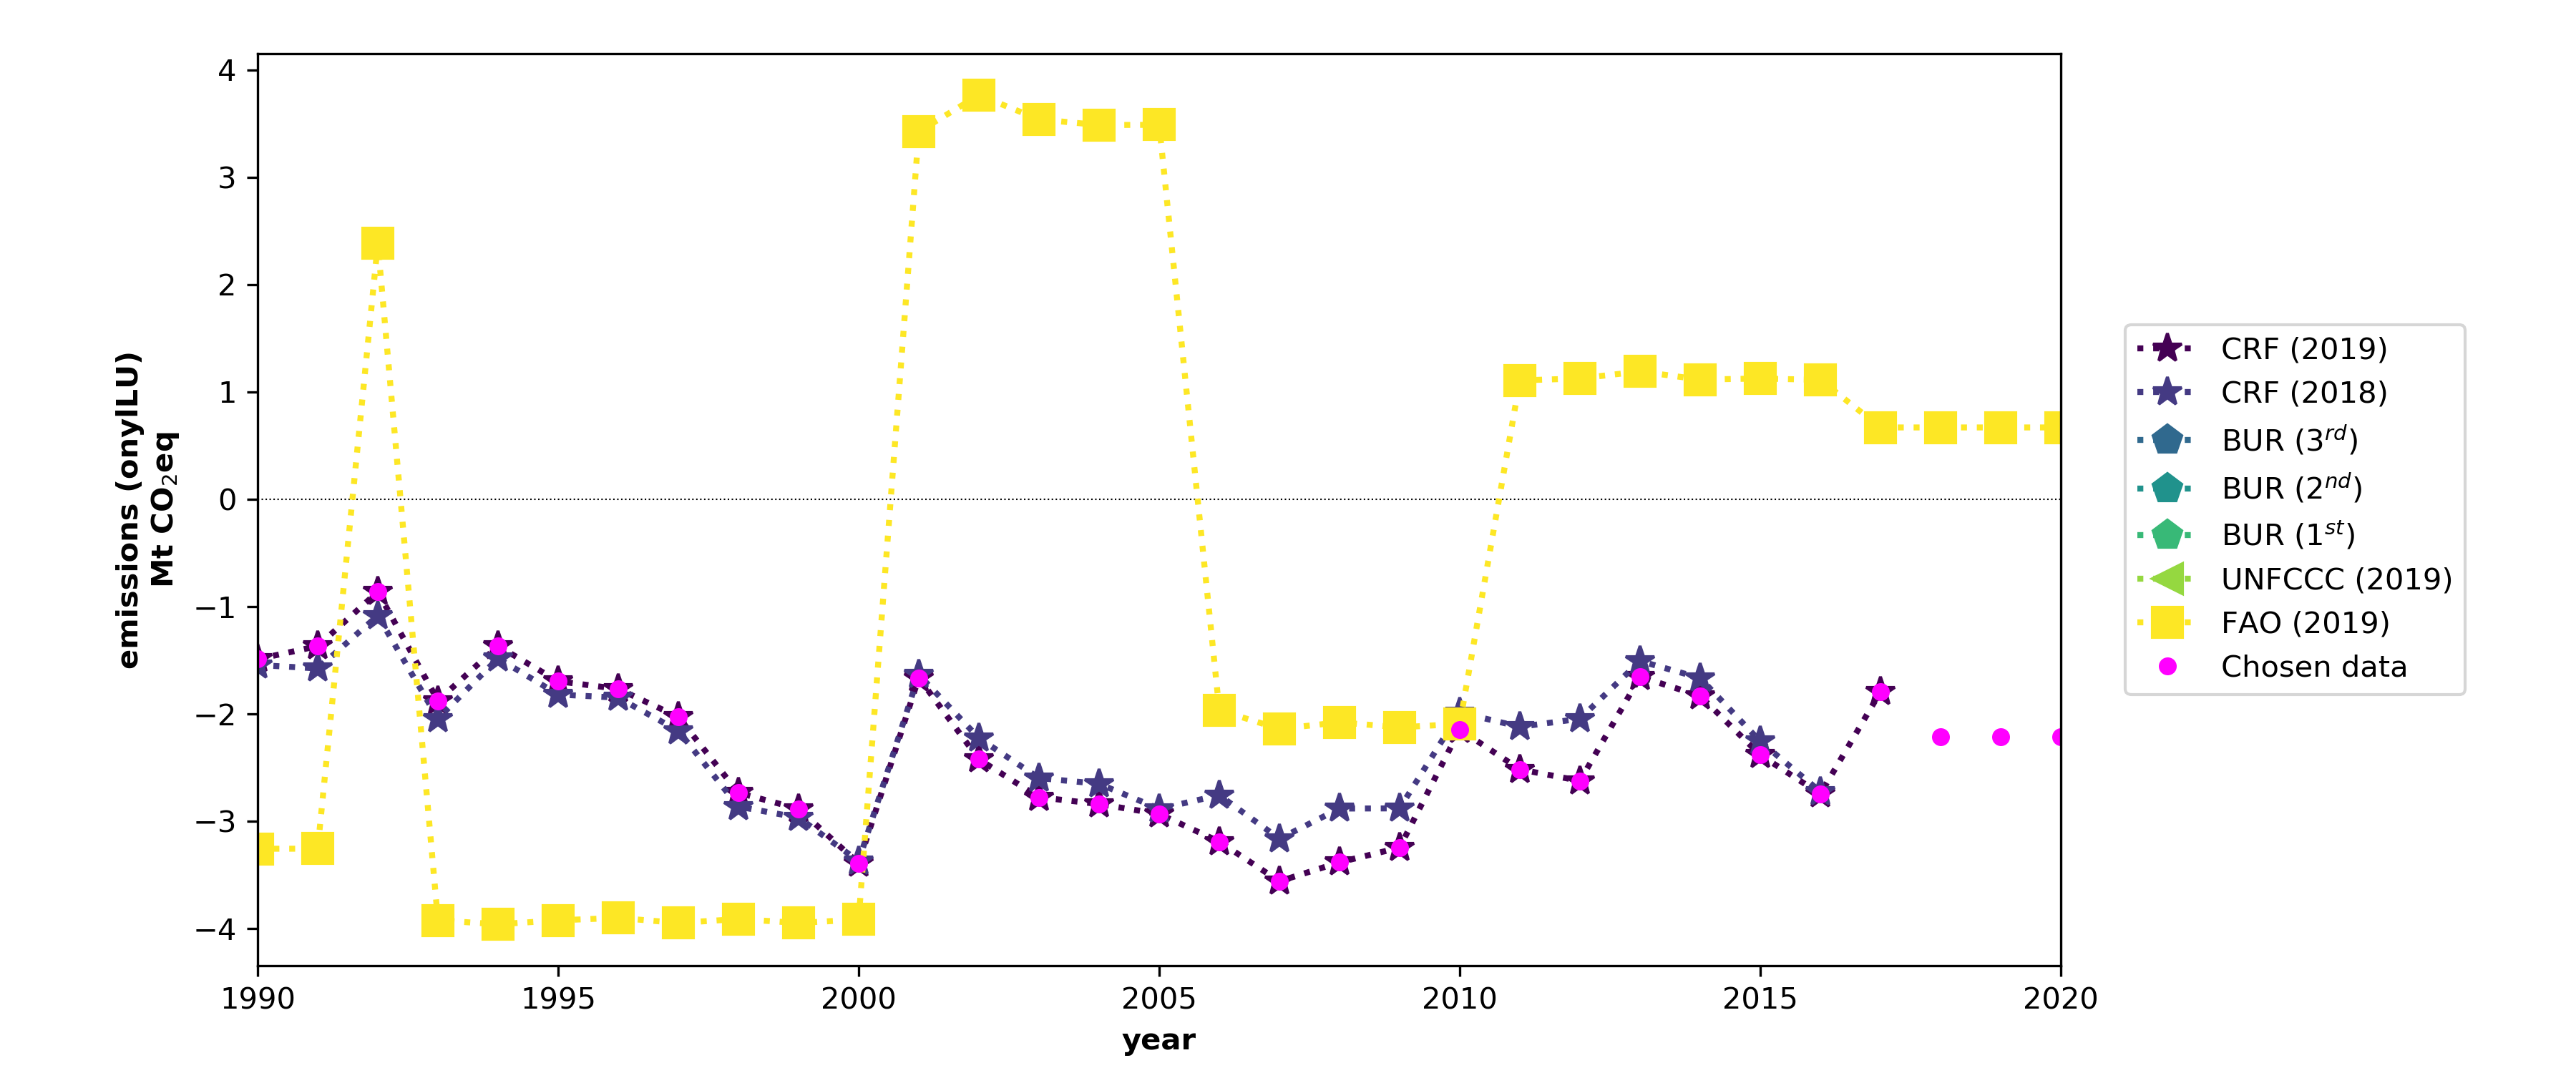 emissions (onylLU)
Mt CO₂eq
4
3
2
1
0
−1
−2
−3
−4
1990 1995 2000 2005 2010 2015 2020
year
CRF (2019)
CRF (2018)
BUR (3ʳᵈ)
BUR (2ⁿᵈ)
BUR (1ˢᵗ)
UNFCCC (2019)
FAO (2019)
Chosen data